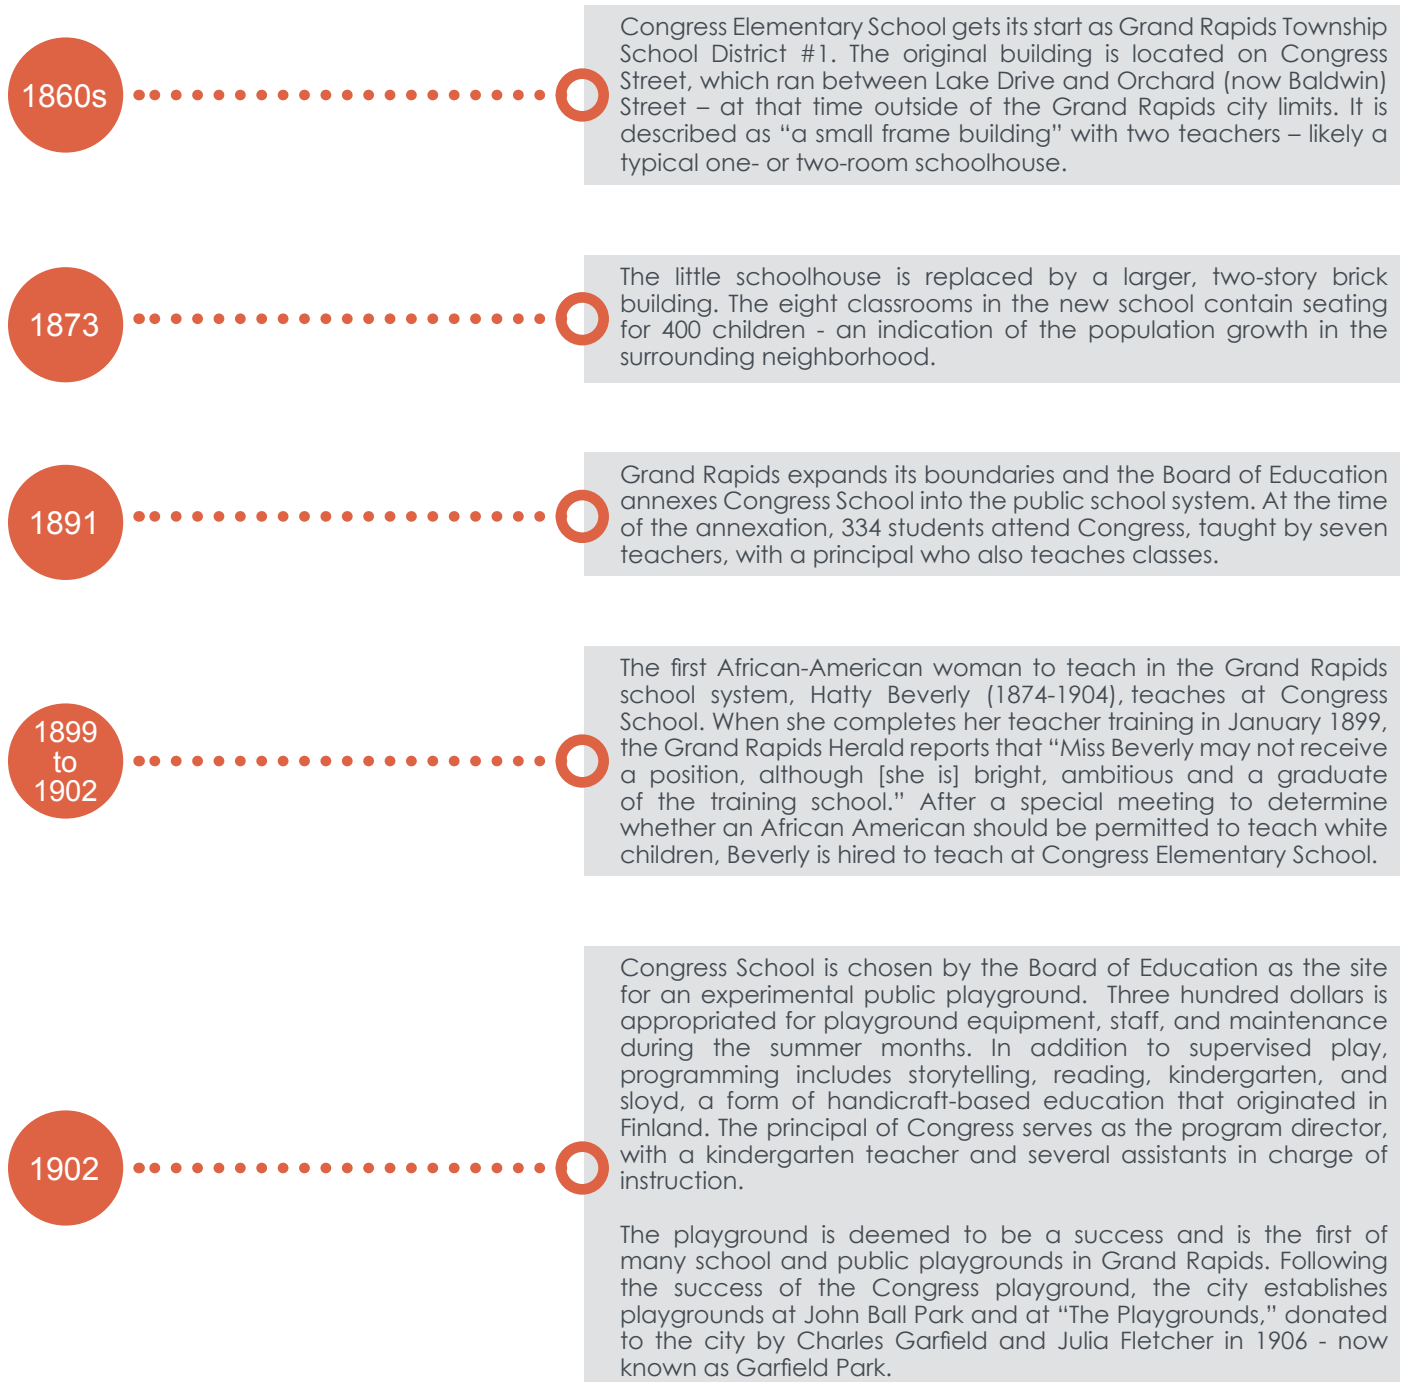 1860s
Congress Elementary School gets its start as Grand Rapids Township
School District #1. The original building is located on Congress
Street, which ran between Lake Drive and Orchard (now Baldwin)
Street – at that time outside of the Grand Rapids city limits. It is
described as “a small frame building” with two teachers – likely a
typical one- or two-room schoolhouse.
1873
The little schoolhouse is replaced by a larger, two-story brick
building. The eight classrooms in the new school contain seating
for 400 children - an indication of the population growth in the
surrounding neighborhood.
1891
Grand Rapids expands its boundaries and the Board of Education
annexes Congress School into the public school system. At the time
of the annexation, 334 students attend Congress, taught by seven
teachers, with a principal who also teaches classes.
1899
to
1902
The first African-American woman to teach in the Grand Rapids
school system, Hatty Beverly (1874-1904), teaches at Congress
School. When she completes her teacher training in January 1899,
the Grand Rapids Herald reports that “Miss Beverly may not receive
a position, although [she is] bright, ambitious and a graduate
of the training school.” After a special meeting to determine
whether an African American should be permitted to teach white
children, Beverly is hired to teach at Congress Elementary School.
1902
Congress School is chosen by the Board of Education as the site
for an experimental public playground. Three hundred dollars is
appropriated for playground equipment, staff, and maintenance
during the summer months. In addition to supervised play,
programming includes storytelling, reading, kindergarten, and
sloyd, a form of handicraft-based education that originated in
Finland. The principal of Congress serves as the program director,
with a kindergarten teacher and several assistants in charge of
instruction.
The playground is deemed to be a success and is the first of
many school and public playgrounds in Grand Rapids. Following
the success of the Congress playground, the city establishes
playgrounds at John Ball Park and at “The Playgrounds,” donated
to the city by Charles Garfield and Julia Fletcher in 1906 - now
known as Garfield Park.